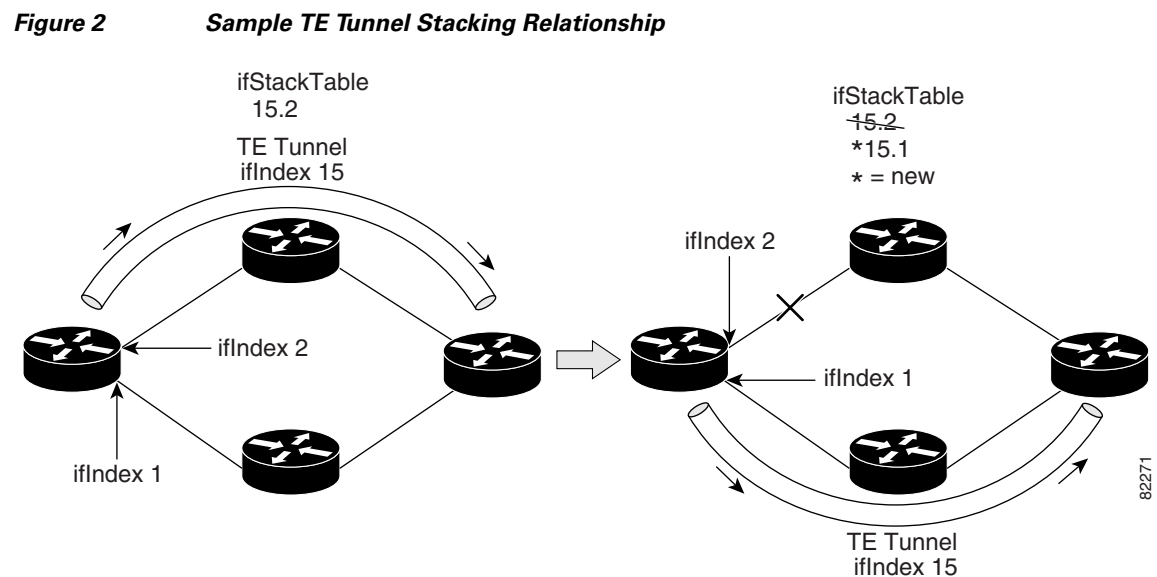 Figure 2 Sample TE Tunnel Stacking Relationship
ifStackTable
15.2
TE Tunnel
ifIndex 15
ifIndex 2
ifIndex 1
ifStackTable
15.2
*15.1
* = new
ifIndex 2
ifIndex 1
TE Tunnel
ifIndex 15
82271